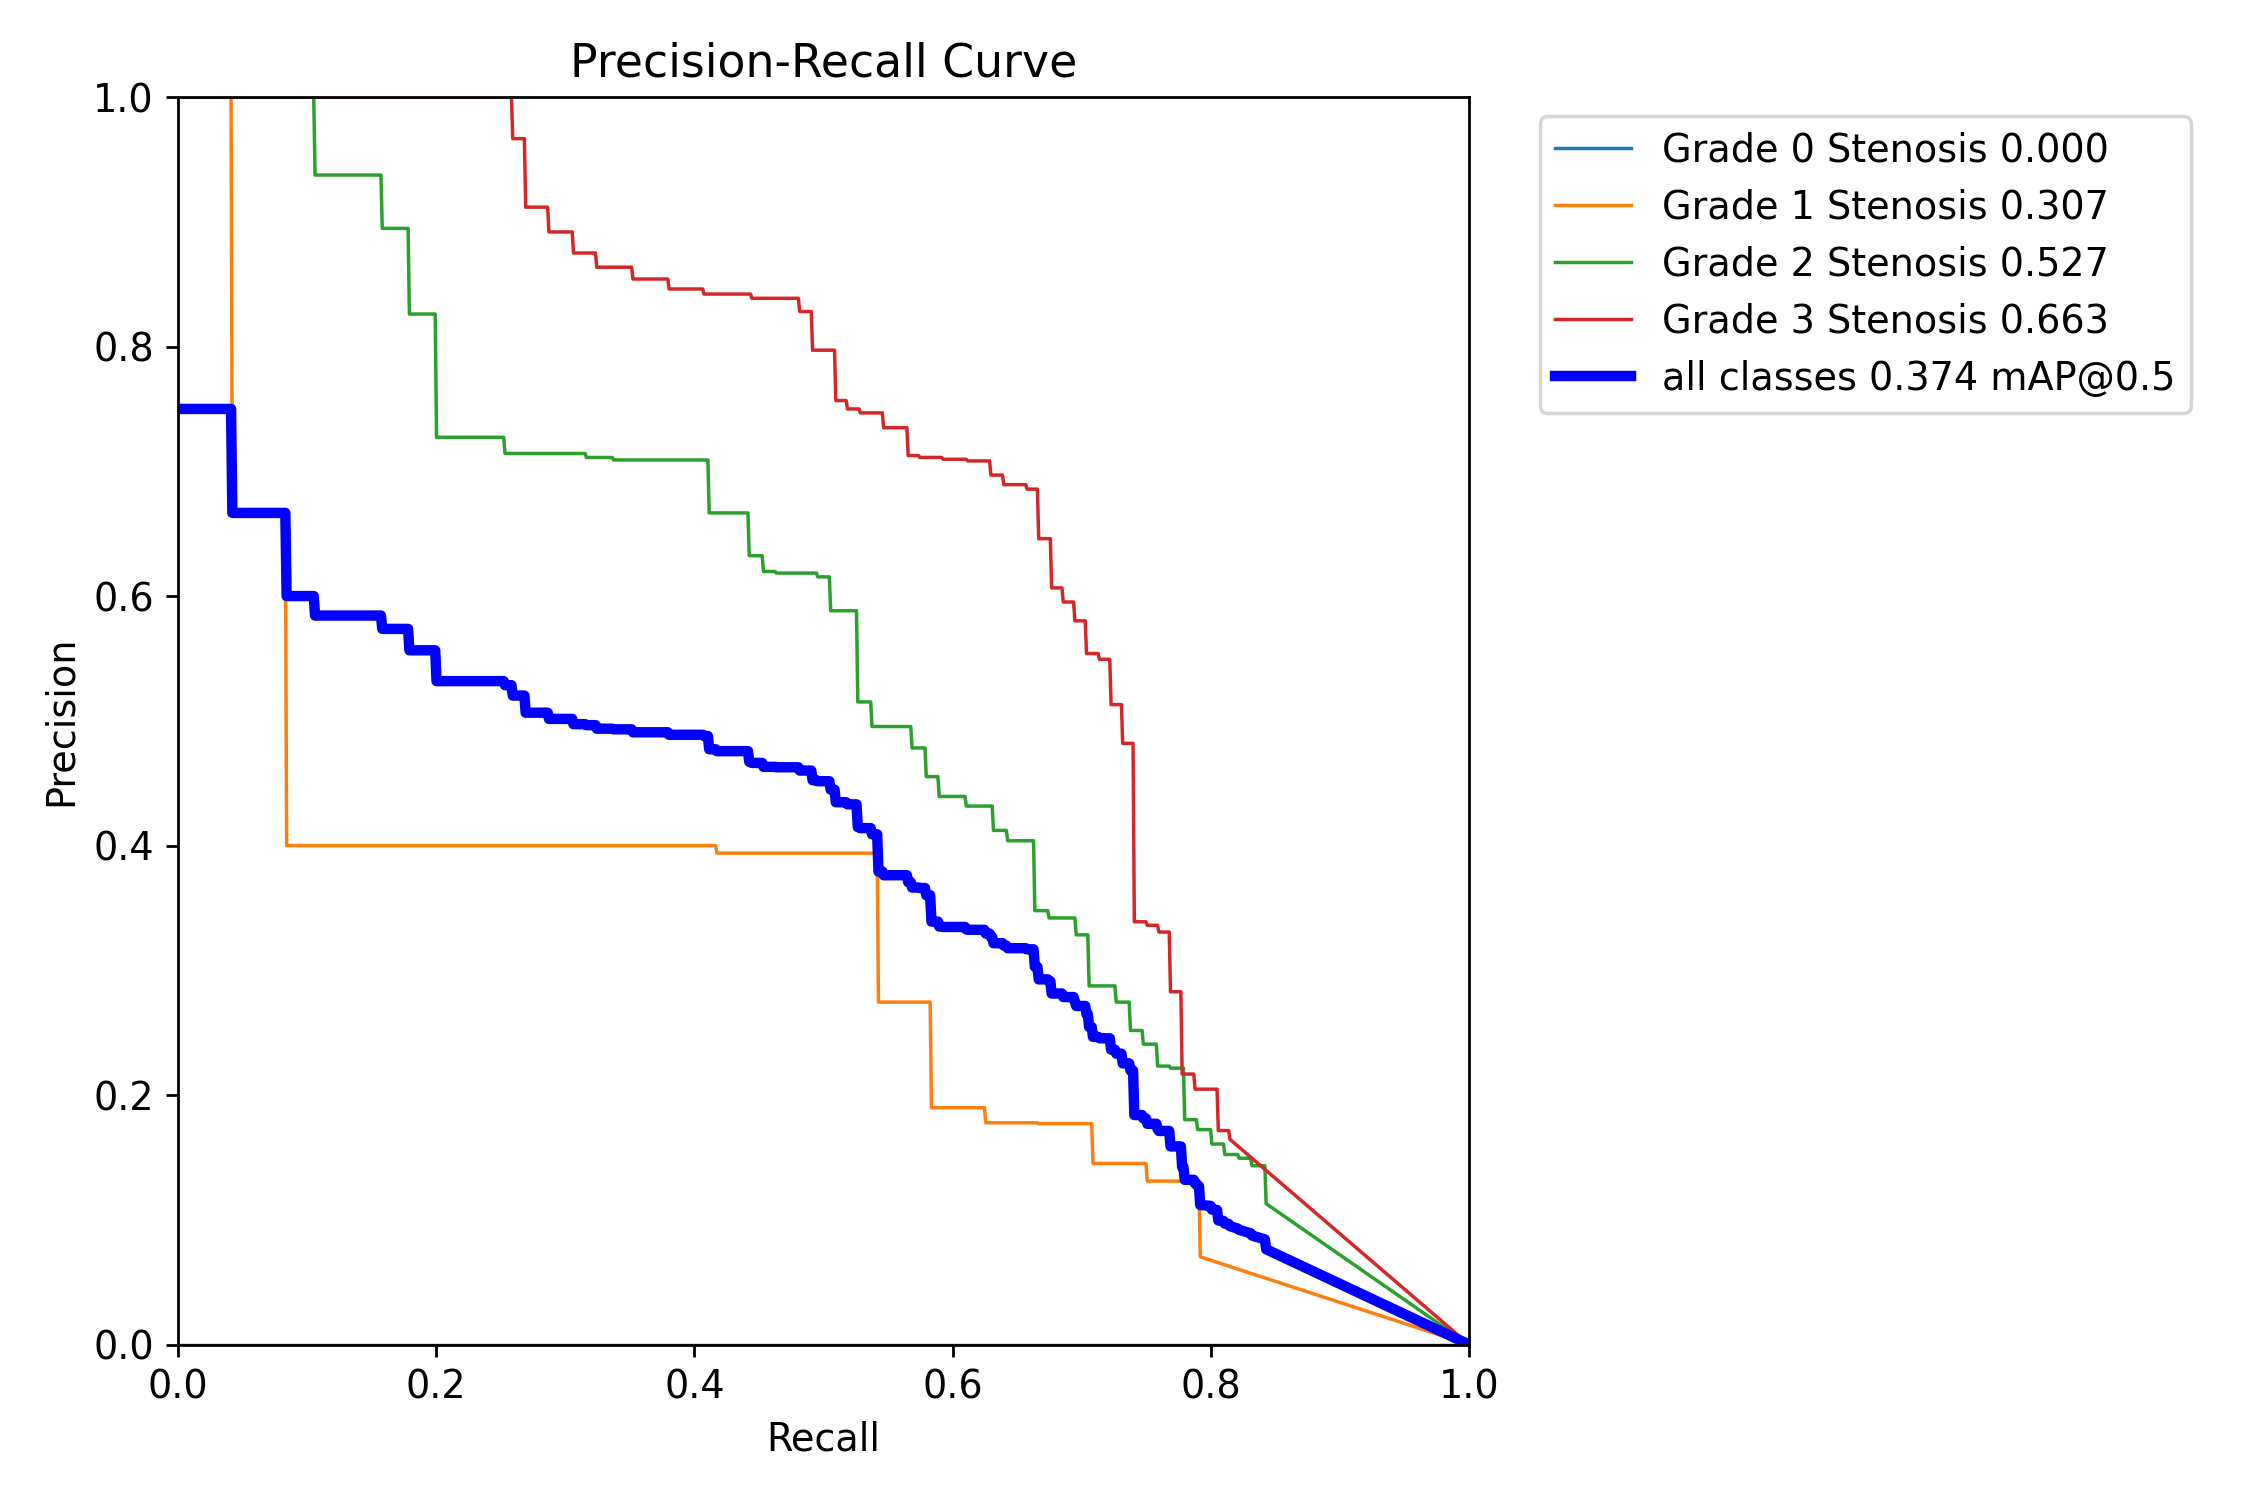 Precision-Recall Curve
1.0
0.8
0.6
0.4
0.2
0.0
Precision
0.0 0.2 0.4 0.6 0.8 1.0
Recall
Grade 0 Stenosis 0.000
Grade 1 Stenosis 0.307
Grade 2 Stenosis 0.527
Grade 3 Stenosis 0.663
all classes 0.374 mAP@0.5